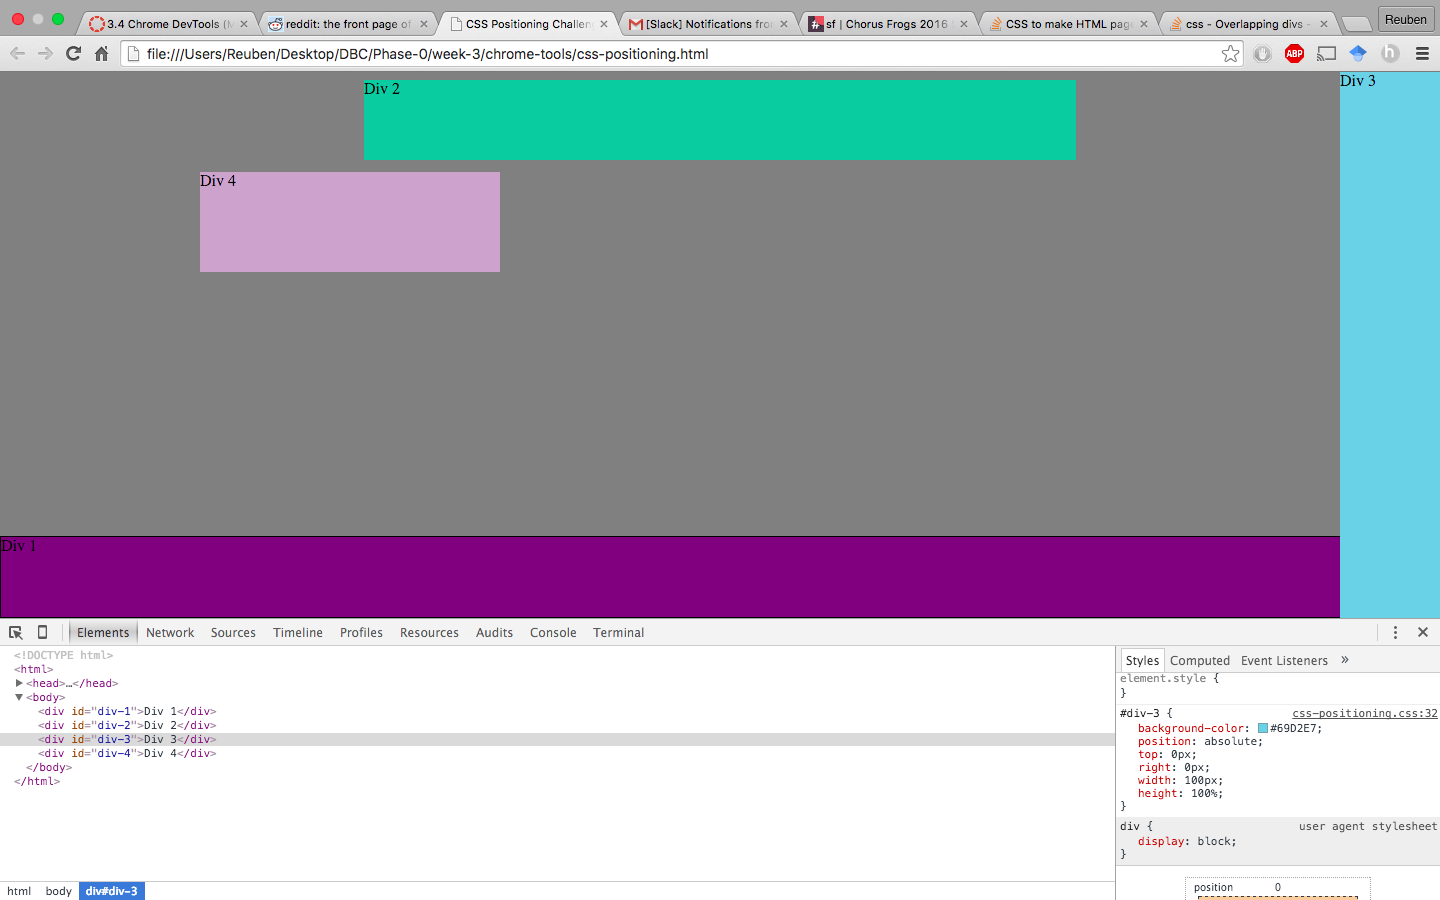 3.4 Chrome DevTools (M
reddit: the front page of
CSS Positioning Challen
[Slack] Notifications from
sf | Chorus Frogs 2016
CSS to make HTML page
css - Overlapping divs -
Reuben
file:///Users/Reuben/Desktop/DBC/Phase-0/week-3/chrome-tools/css-positioning.html
ABP
h
Div 2
Div 3
Div 4
Div 1
Elements Network Sources Timeline Profiles Resources Audits Console Terminal
<!DOCTYPE html>
<html>
<head>…</head>
<body>
<div id="div-1">Div 1</div>
<div id="div-2">Div 2</div>
<div id="div-3">Div 3</div>
<div id="div-4">Div 4</div>
</body>
</html>
html body div#div-3
Styles Computed Event Listeners »
element.style {
}
#div-3 { css-positioning.css:32
background-color: #69D2E7;
position: absolute;
top: 0px;
right: 0px;
width: 100px;
height: 100%;
}
div { user agent stylesheet
display: block;
}
position 0